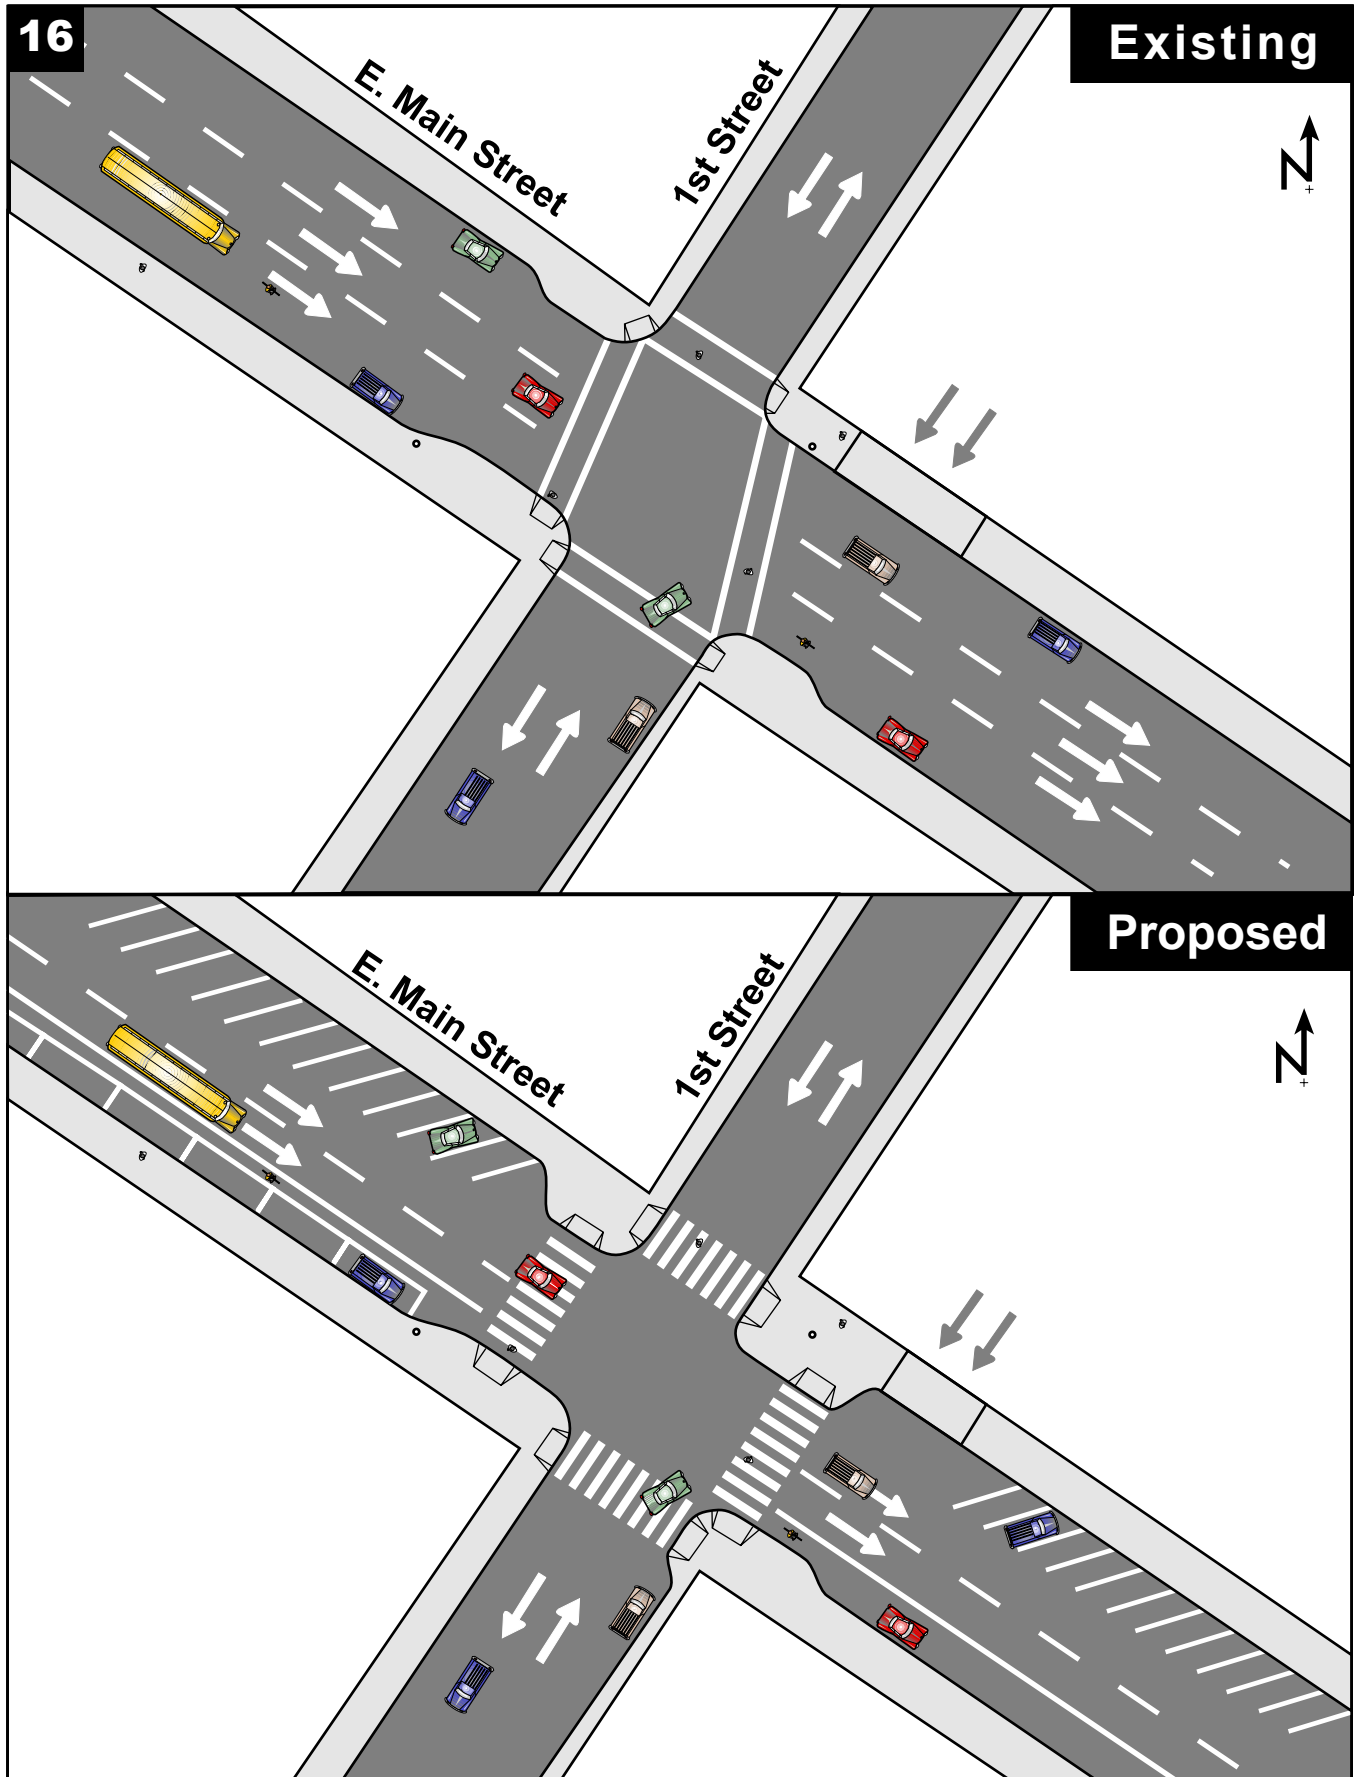 16
Existing
E. Main Street
1st Street
N
Proposed
E. Main Street
1st Street
N